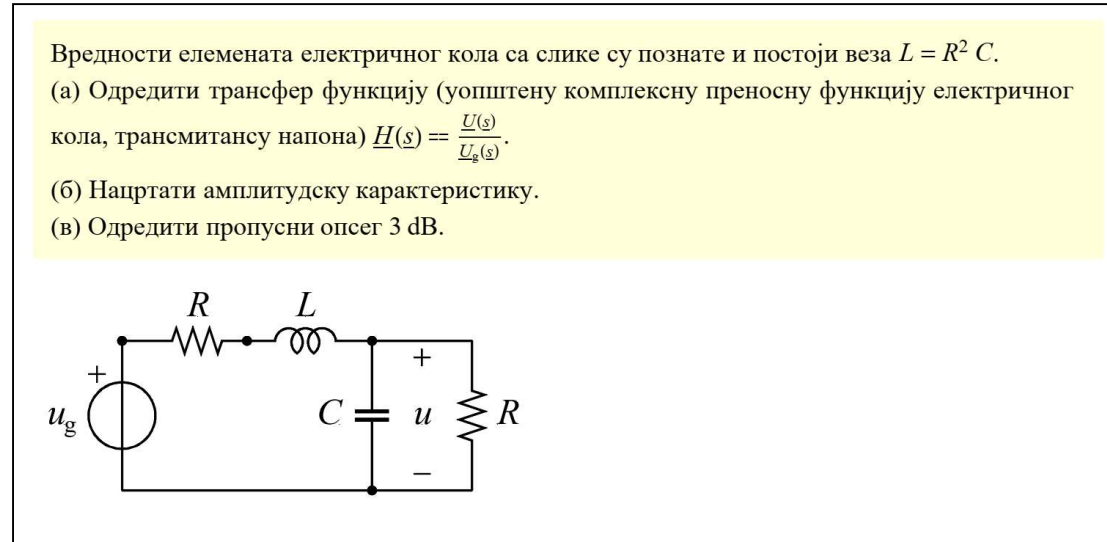 Вредности елемената електричног кола са слике су познате и постоји веза L = R² C.
(а) Одредити трансфер функцију (уопштену комплексну преносну функцију електричног
кола, трансмитансу напона) H(s) == U(s)/Ug(s).
(б) Нацртати амплитудску карактеристику.
(в) Одредити пропусни опсег 3 dB.
R L
+ +
ug C u R
−